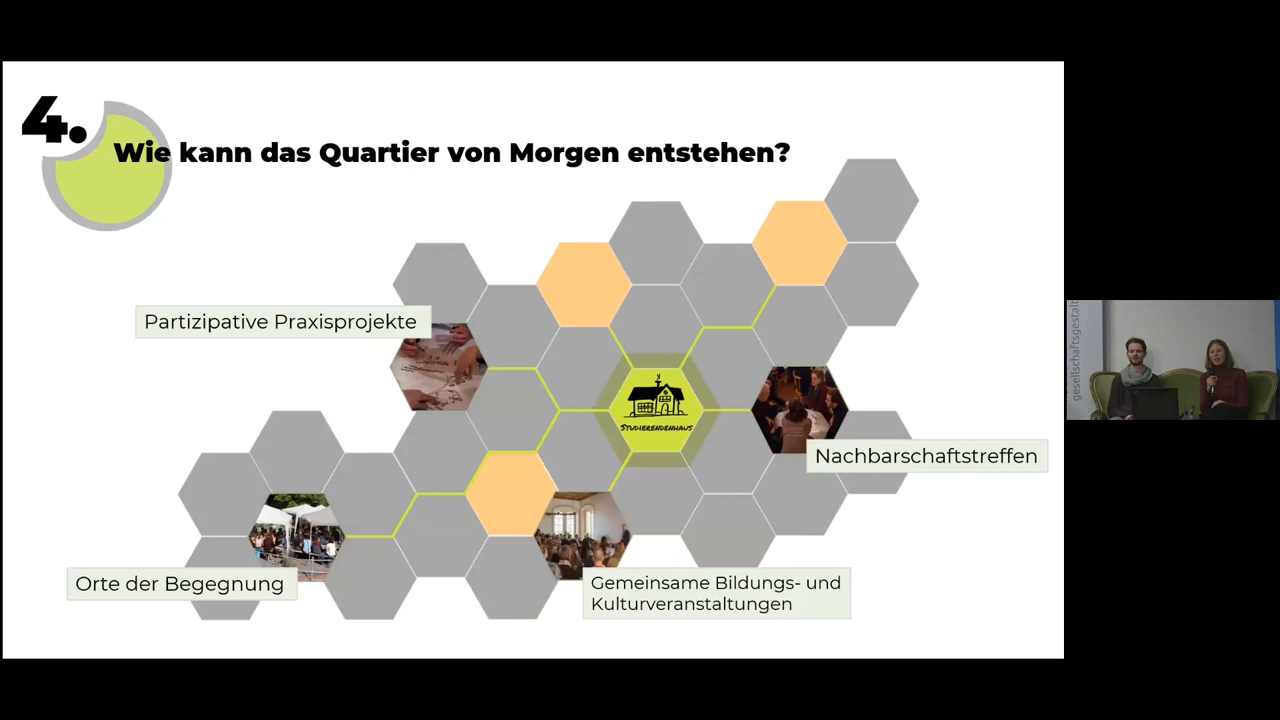 4.
Wie kann das Quartier von Morgen entstehen?
Partizipative Praxisprojekte
STUDIERENDENHAUS
Nachbarschaftstreffen
Orte der Begegnung
Gemeinsame Bildungs- und
Kulturveranstaltungen
gesellschaftsgestalt